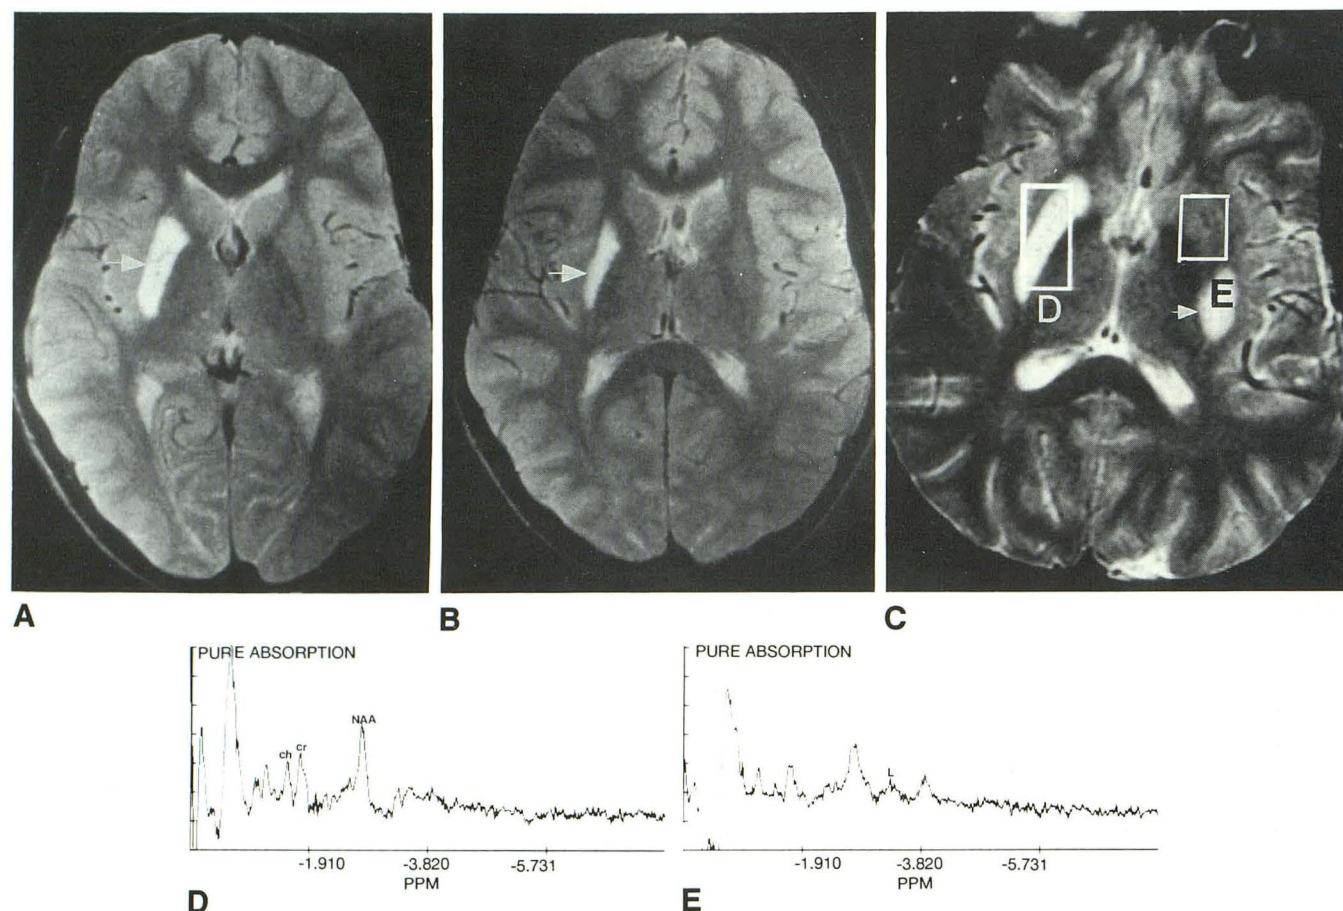 D
E
A
B
C
PURE ABSORPTION
ch
cr
NAA
-1.910
-3.820
-5.731
PPM
D
PURE ABSORPTION
L
-1.910
-3.820
-5.731
PPM
E